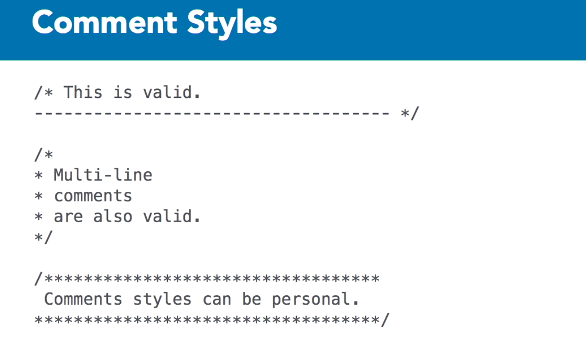 Comment Styles
/* This is valid.
------------------------------------ */
/*
* Multi-line
* comments
* are also valid.
*/
/**********************************
Comments styles can be personal.
***********************************/